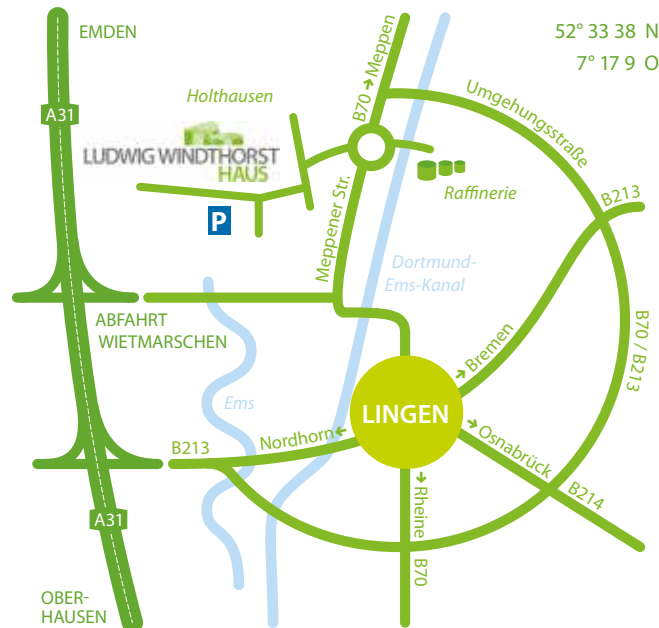 EMDEN
52° 33 38 N
7° 17 9 O
A31
Holthausen
B70 → Meppen
Umgehungsstraße
LUDWIG WINDTHORST
HAUS
Raffinerie
B213
P
Meppener Str.
Dortmund-
Ems-Kanal
ABFAHRT
WIETMARSCHEN
B70 / B213
→ Bremen
Ems
LINGEN
B213
Nordhorn ←
→ Osnabrück
B214
→ Rheine
B70
A31
OBER-
HAUSEN